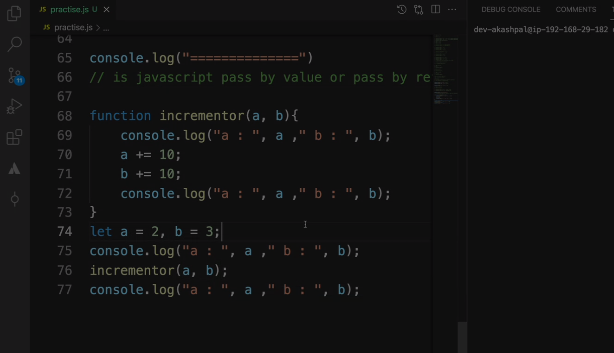 JS practise.js U ×
JS practise.js > ...
DEBUG CONSOLE COMMENTS
dev-akashpal@ip-192-168-29-182
11
64
65 console.log("==============")
66 // is javascript pass by value or pass by re
67
68 function incrementor(a, b){
69 console.log("a : ", a ," b : ", b);
70 a += 10;
71 b += 10;
72 console.log("a : ", a ," b : ", b);
73 }
74 let a = 2, b = 3;
75 console.log("a : ", a ," b : ", b);
76 incrementor(a, b);
77 console.log("a : ", a ," b : ", b);